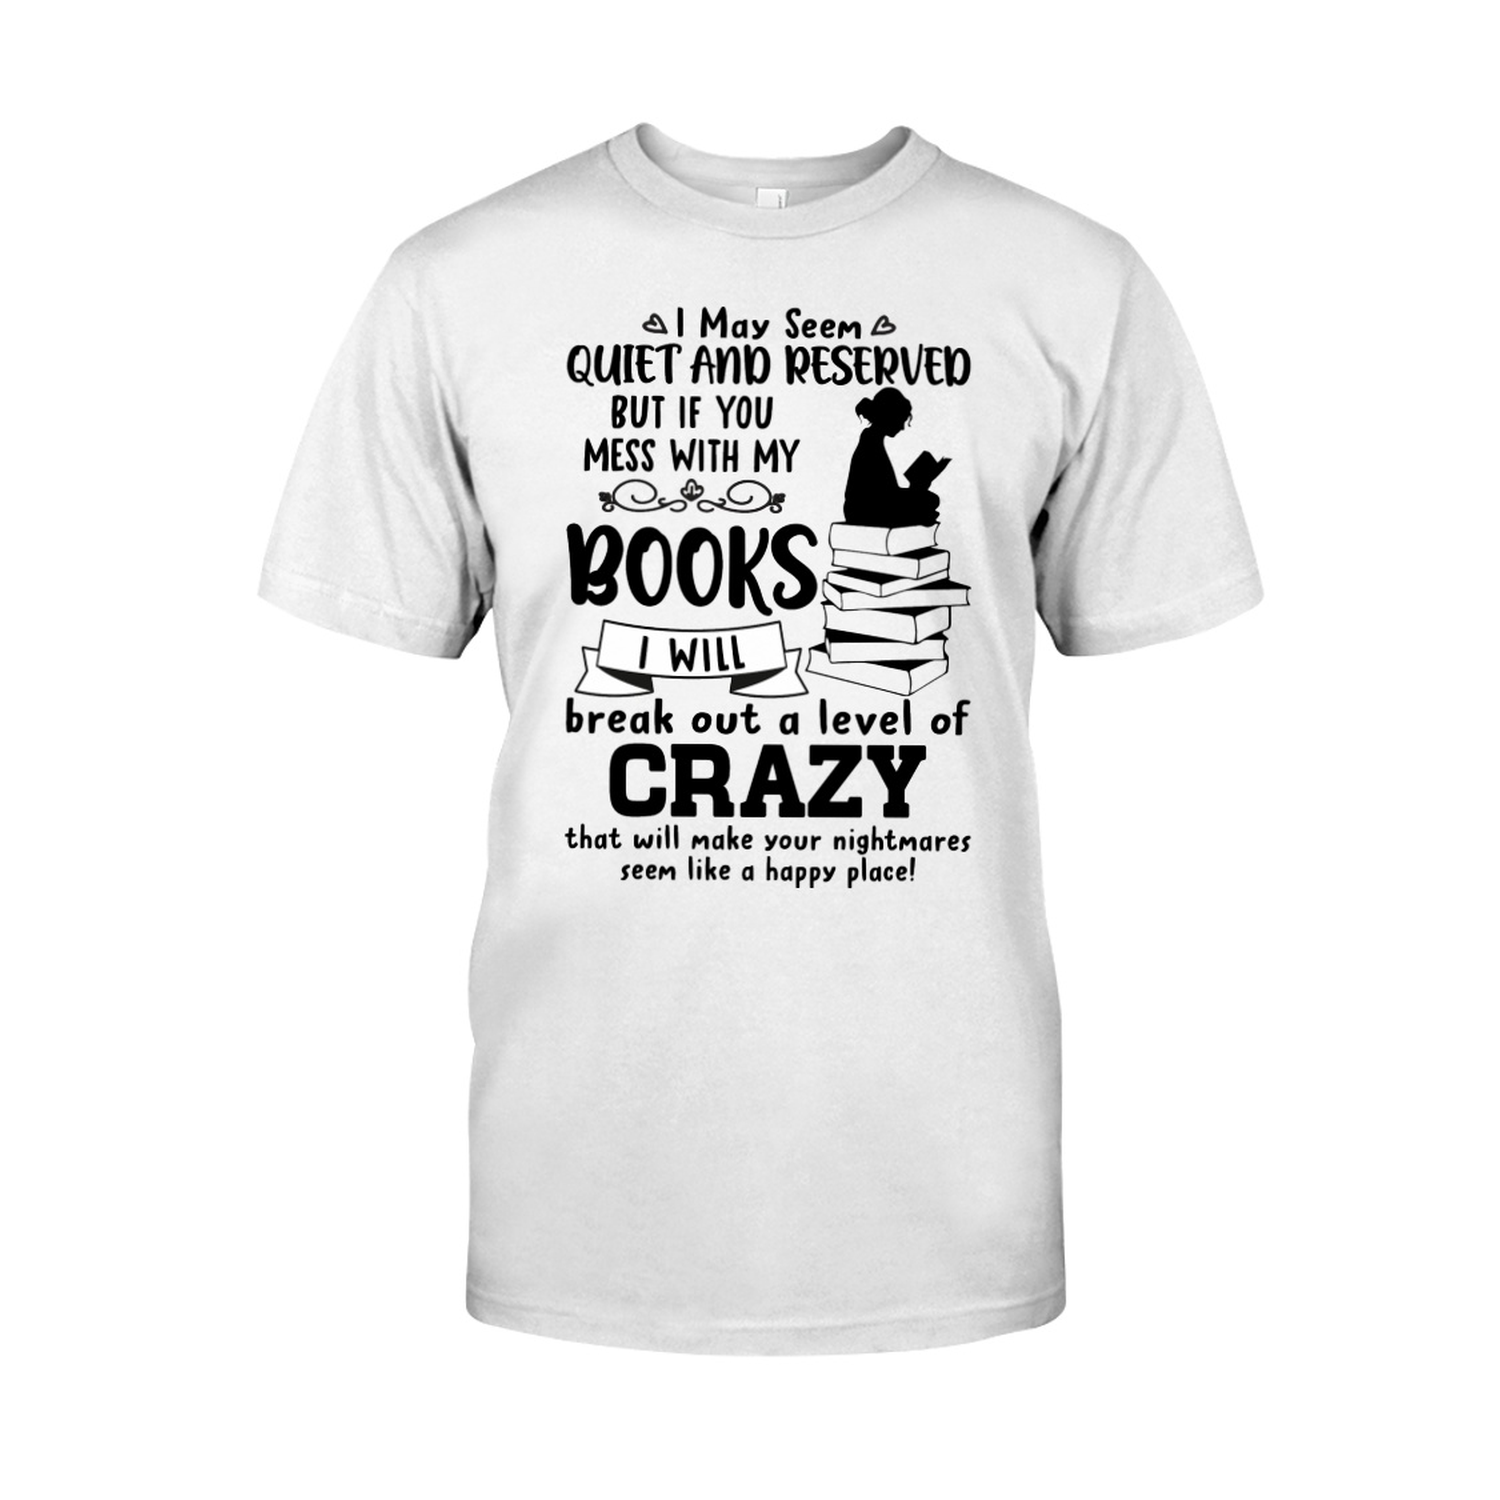 I May Seem
QUIET AND RESERVED
BUT IF YOU
MESS WITH MY
BOOKS
I WILL
break out a level of
CRAZY
that will make your nightmares
seem like a happy place!